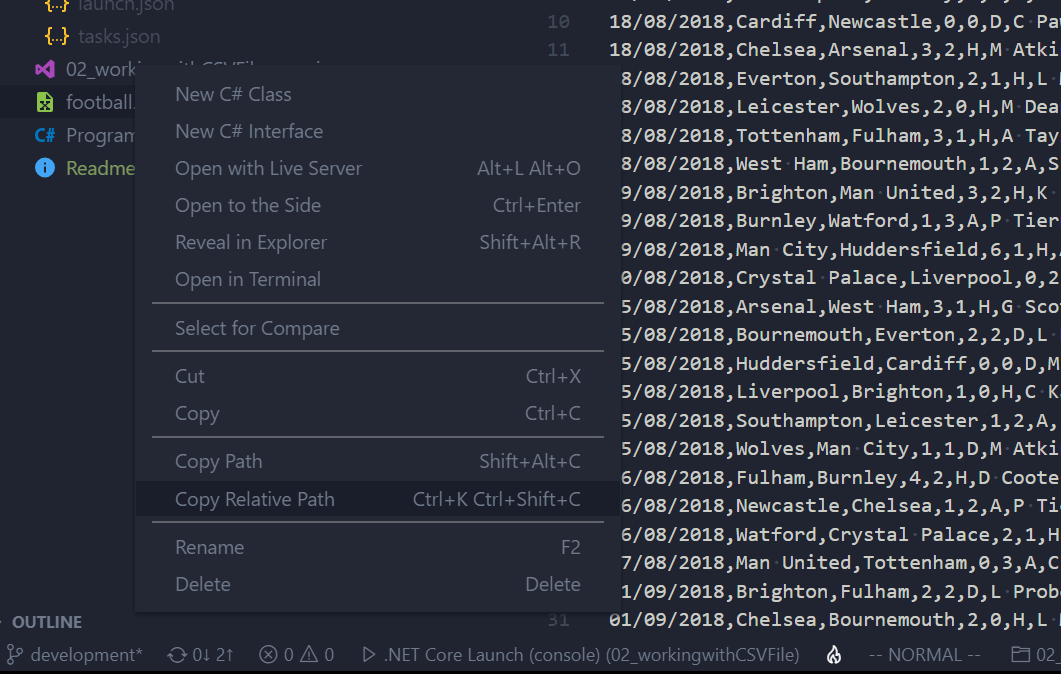 launch.json
tasks.json
02_workingwithCSVFile
football.
Program
Readme
OUTLINE
New C# Class
New C# Interface
Open with Live Server Alt+L Alt+O
Open to the Side Ctrl+Enter
Reveal in Explorer Shift+Alt+R
Open in Terminal
Select for Compare
Cut Ctrl+X
Copy Ctrl+C
Copy Path Shift+Alt+C
Copy Relative Path Ctrl+K Ctrl+Shift+C
Rename F2
Delete Delete
10 18/08/2018,Cardiff,Newcastle,0,0,D,C Pa
11 18/08/2018,Chelsea,Arsenal,3,2,H,M Atki
8/08/2018,Everton,Southampton,2,1,H,L
8/08/2018,Leicester,Wolves,2,0,H,M Dea
8/08/2018,Tottenham,Fulham,3,1,H,A Tay
8/08/2018,West Ham,Bournemouth,1,2,A,S
9/08/2018,Brighton,Man United,3,2,H,K
9/08/2018,Burnley,Watford,1,3,A,P Tier
9/08/2018,Man City,Huddersfield,6,1,H,
0/08/2018,Crystal Palace,Liverpool,0,2
5/08/2018,Arsenal,West Ham,3,1,H,G Sco
5/08/2018,Bournemouth,Everton,2,2,D,L
5/08/2018,Huddersfield,Cardiff,0,0,D,M
5/08/2018,Liverpool,Brighton,1,0,H,C K
5/08/2018,Southampton,Leicester,1,2,A,
5/08/2018,Wolves,Man City,1,1,D,M Atki
6/08/2018,Fulham,Burnley,4,2,H,D Coote
6/08/2018,Newcastle,Chelsea,1,2,A,P Ti
6/08/2018,Watford,Crystal Palace,2,1,H
7/08/2018,Man United,Tottenham,0,3,A,C
1/09/2018,Brighton,Fulham,2,2,D,L Prob
31 01/09/2018,Chelsea,Bournemouth,2,0,H,L
development* 0↓ 2↑ 0 0 .NET Core Launch (console) (02_workingwithCSVFile) -- NORMAL -- 02_